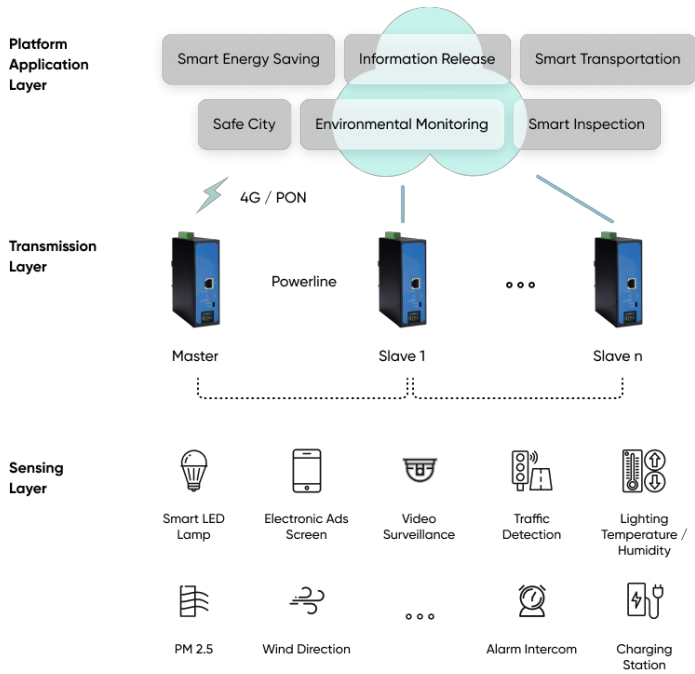 Platform
Application
Layer
Smart Energy Saving
Information Release
Smart Transportation
Safe City
Environmental Monitoring
Smart Inspection
4G / PON
Transmission
Layer
Powerline
Master
Slave 1
Slave n
Sensing
Layer
Smart LED
Lamp
Electronic Ads
Screen
Video
Surveillance
Traffic
Detection
Lighting
Temperature /
Humidity
PM 2.5
Wind Direction
Alarm Intercom
Charging
Station